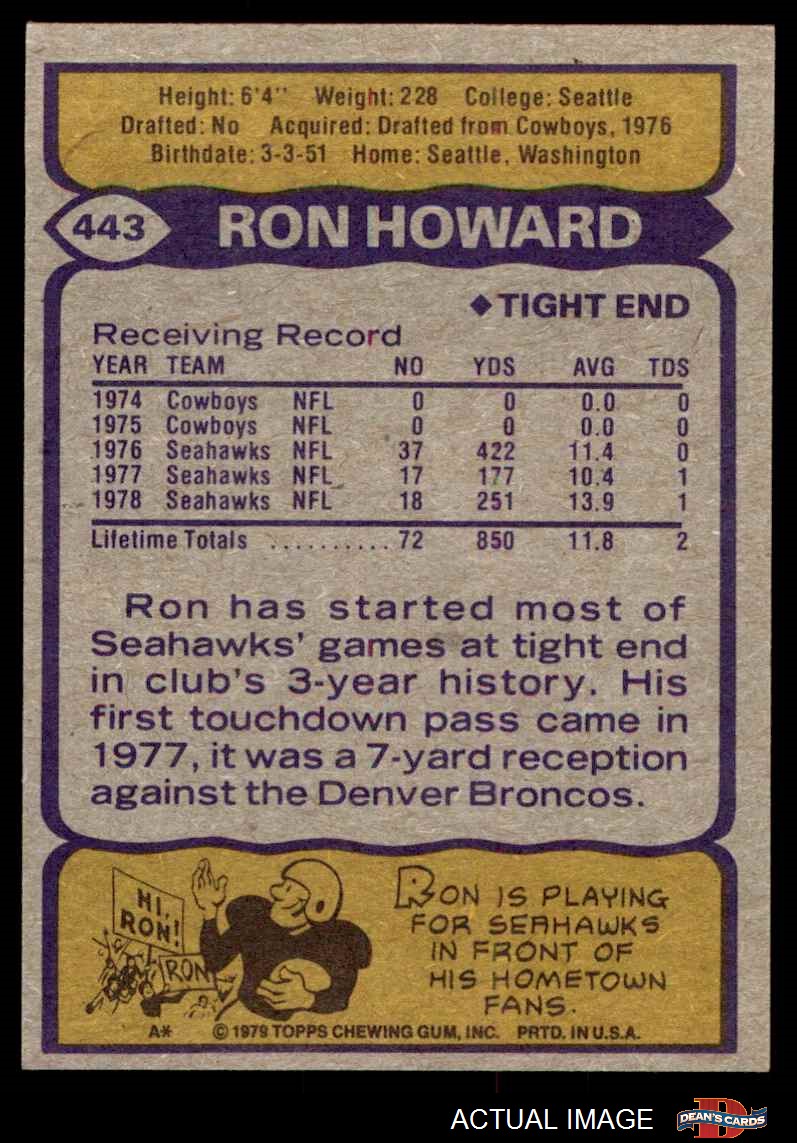 Height: 6'4" Weight: 228 College: Seattle
Drafted: No Acquired: Drafted from Cowboys, 1976
Birthdate: 3-3-51 Home: Seattle, Washington
443 RON HOWARD
◆TIGHT END
Receiving Record
YEAR TEAM NO YDS AVG TDS
1974 Cowboys NFL 0 0 0.0 0
1975 Cowboys NFL 0 0 0.0 0
1976 Seahawks NFL 37 422 11.4 0
1977 Seahawks NFL 17 177 10.4 1
1978 Seahawks NFL 18 251 13.9 1
Lifetime Totals .......... 72 850 11.8 2
Ron has started most of
Seahawks' games at tight end
in club's 3-year history. His
first touchdown pass came in
1977, it was a 7-yard reception
against the Denver Broncos.
HI,
RON!
RON
RON IS PLAYING
FOR SEAHAWKS
IN FRONT OF
HIS HOMETOWN
FANS.
A* © 1979 TOPPS CHEWING GUM, INC. PRTD. IN U.S.A.
ACTUAL IMAGE
D
DEAN'S CARDS